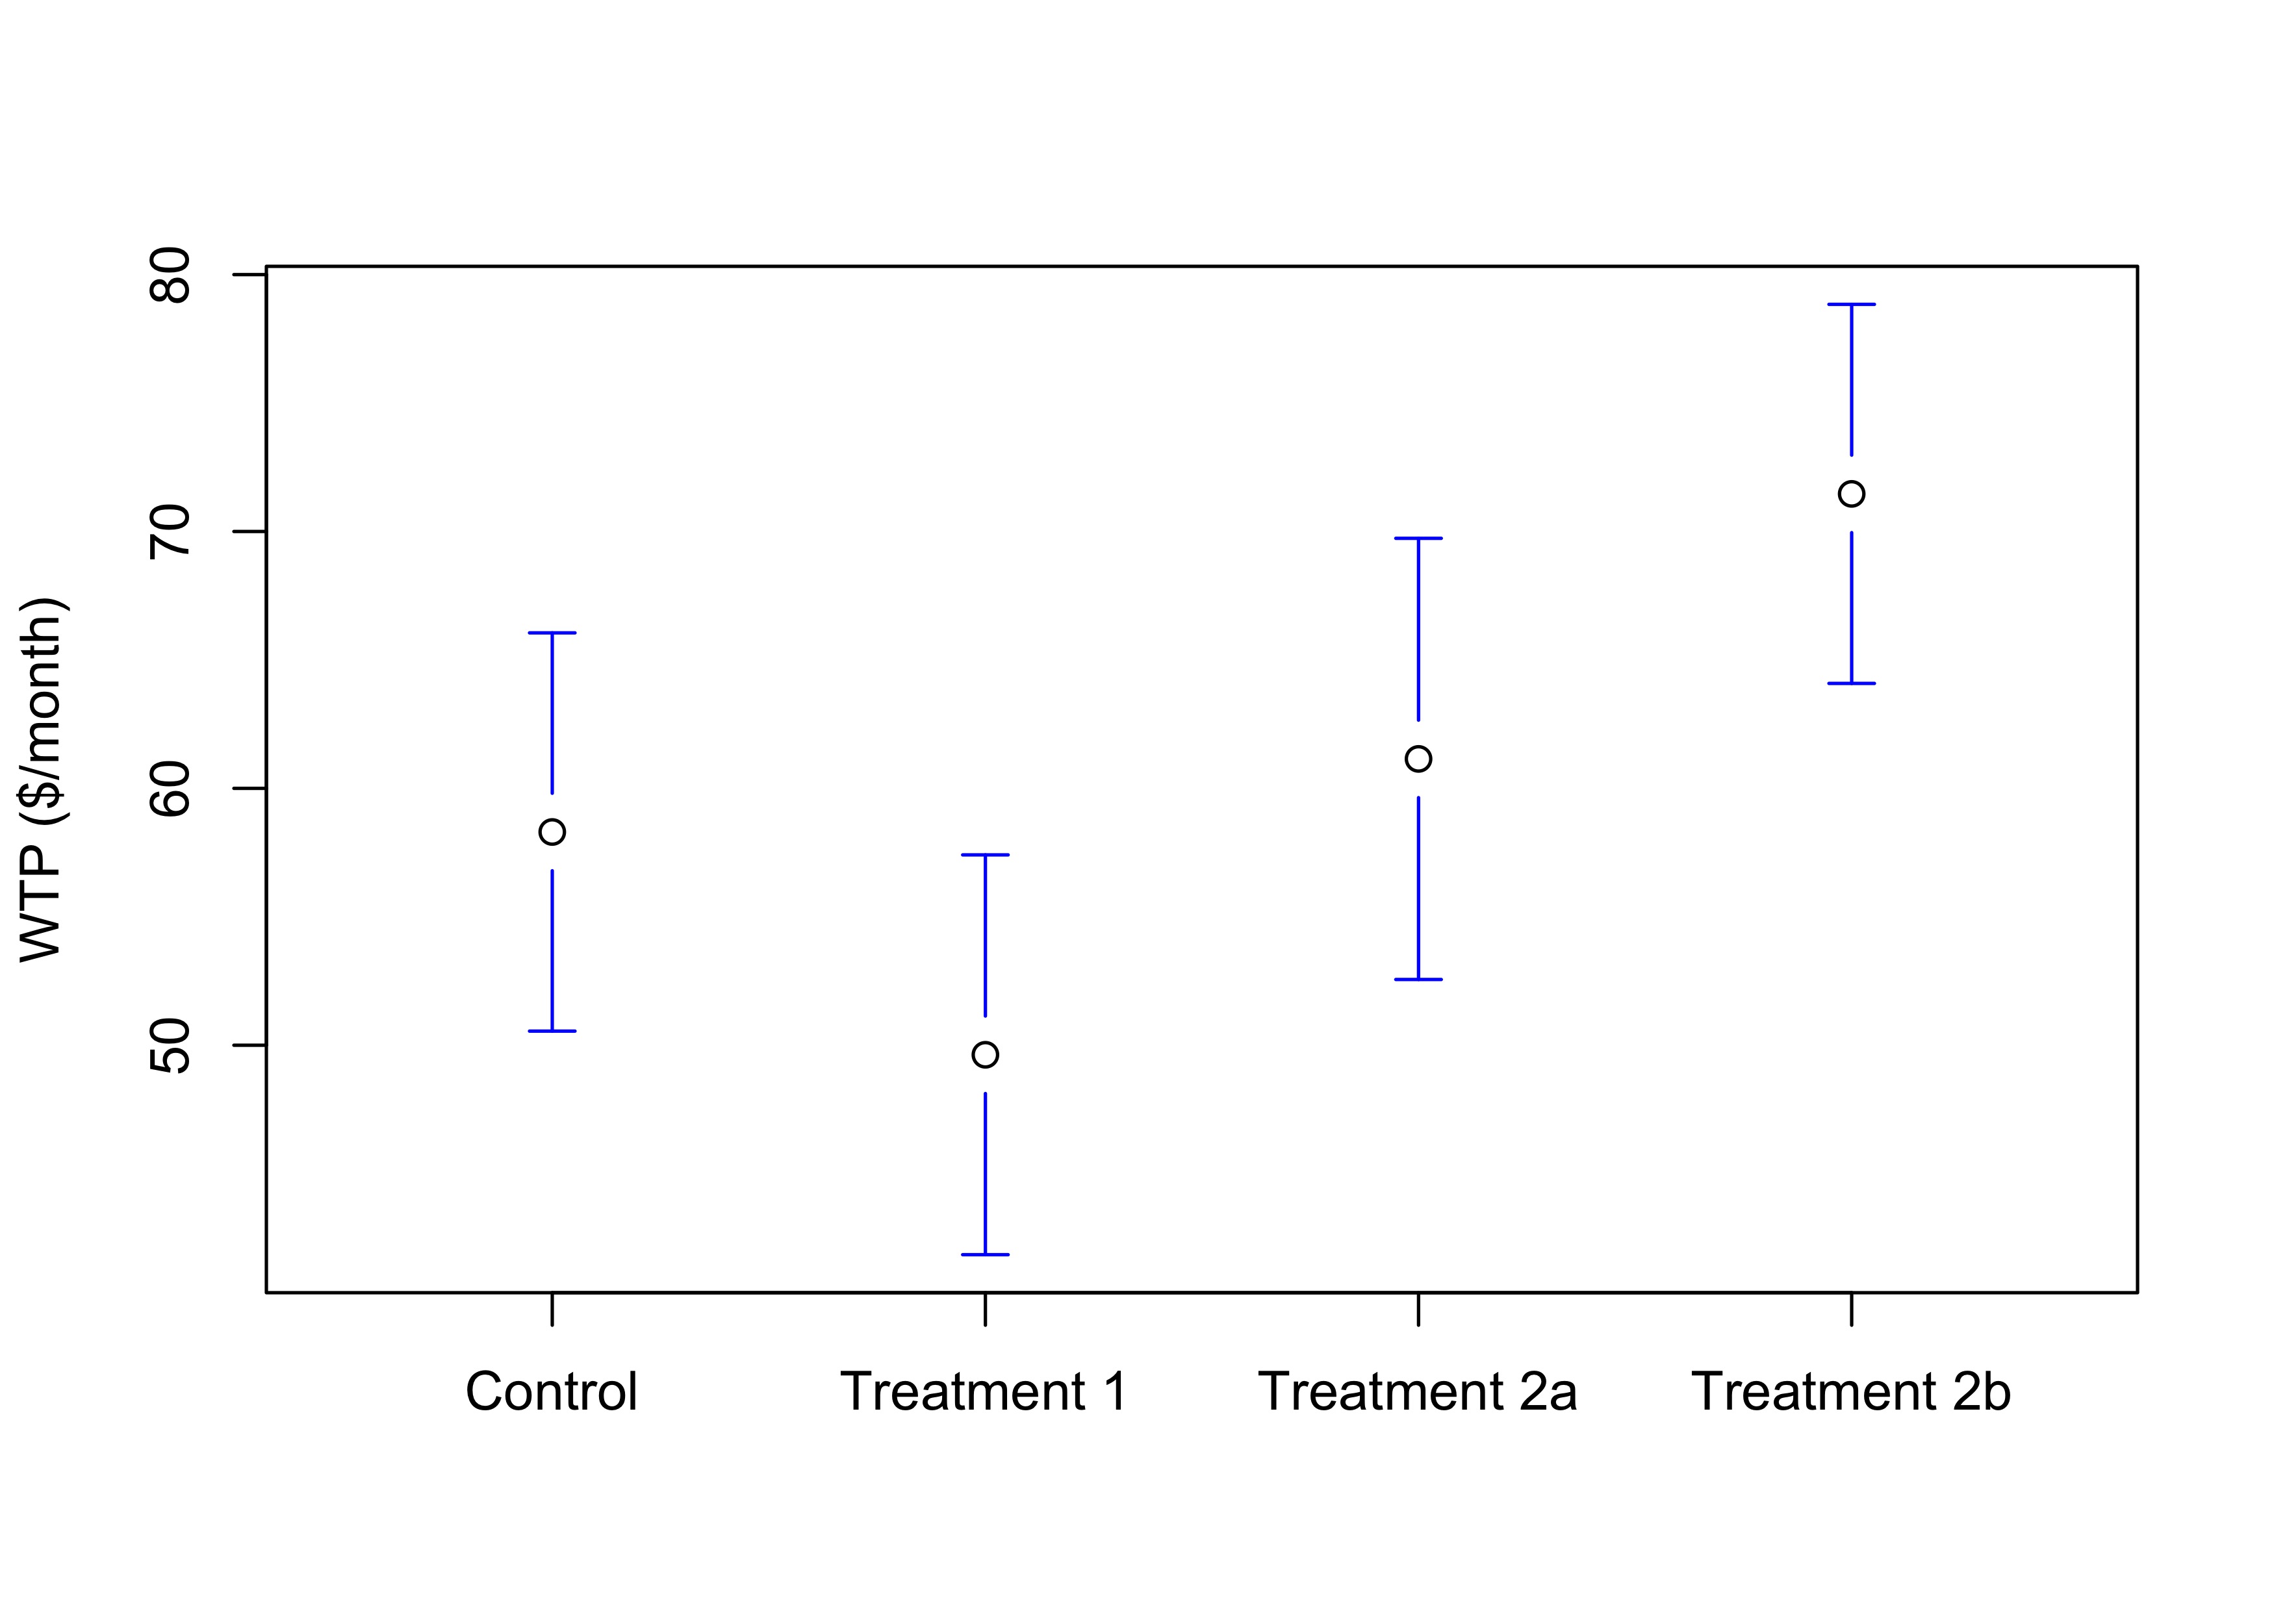 WTP ($/month)
80
70
60
50
Control
Treatment 1
Treatment 2a
Treatment 2b